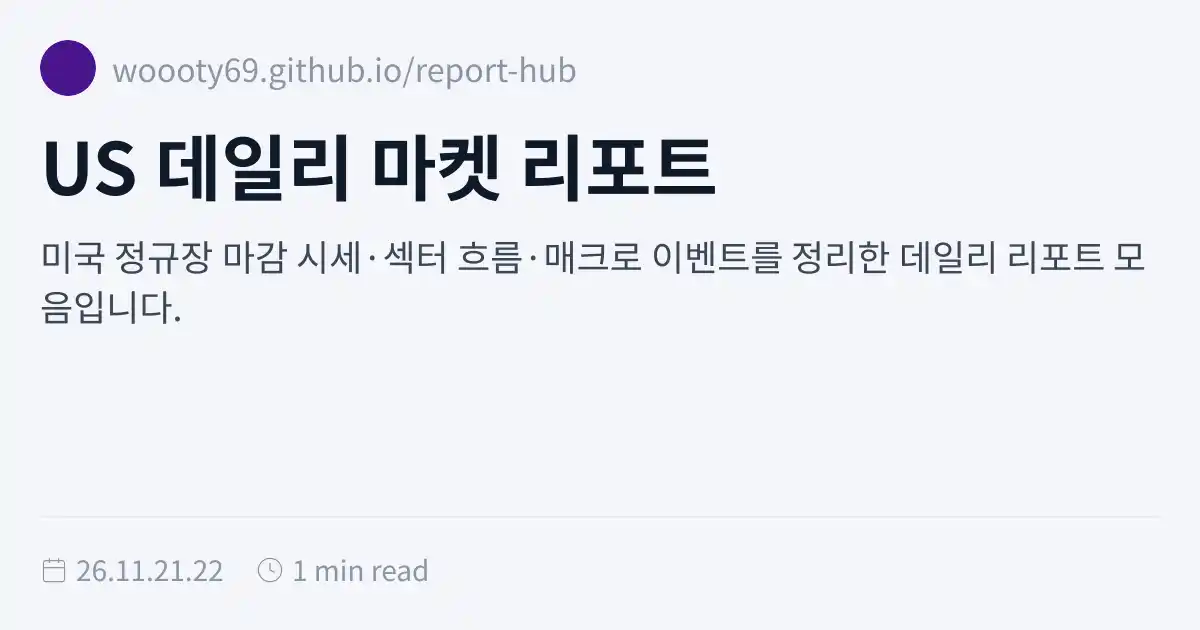 woooty69.github.io/report-hub
US 데일리 마켓 리포트
미국 정규장 마감 시세·섹터 흐름·매크로 이벤트를 정리한 데일리 리포트 모
음입니다.
26.11.21.22 1 min read